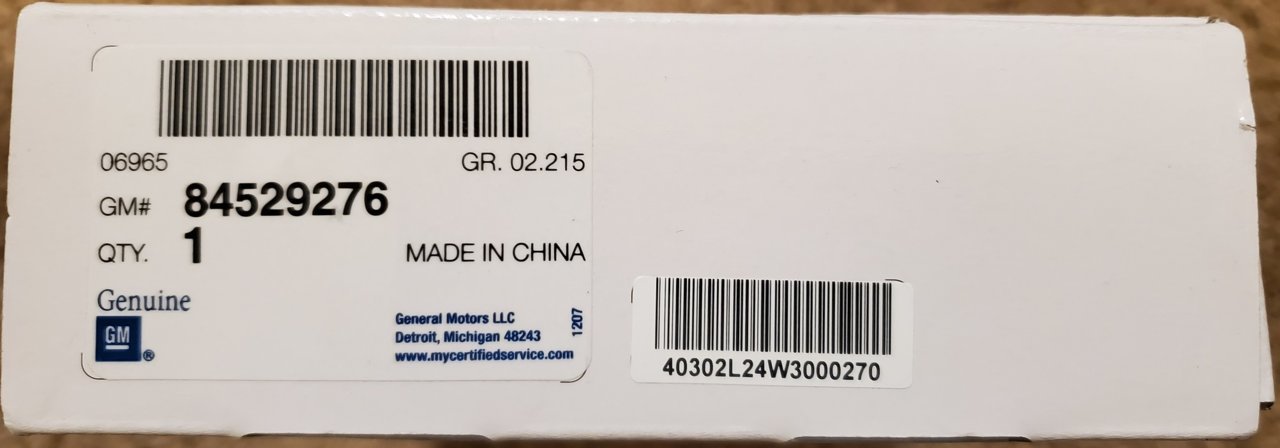 06965 GR. 02.215
GM# 84529276
QTY. 1 MADE IN CHINA
Genuine
GM ®
General Motors LLC
Detroit, Michigan 48243
www.mycertifiedservice.com
1207
40302L24W3000270